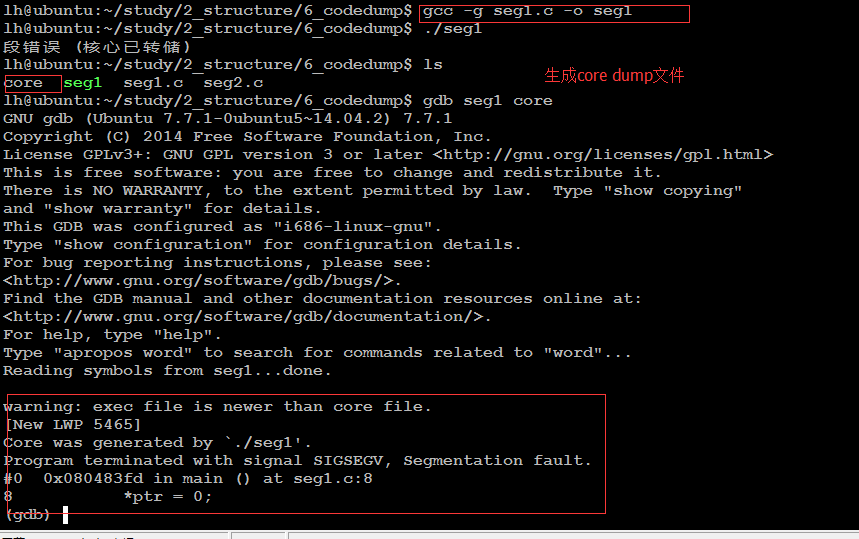 lh@ubuntu:~/study/2_structure/6_codedump$ gcc -g seg1.c -o seg1
lh@ubuntu:~/study/2_structure/6_codedump$ ./seg1
段错误 (核心已转储)
lh@ubuntu:~/study/2_structure/6_codedump$ ls
core  seg1  seg1.c  seg2.c
生成core dump文件
lh@ubuntu:~/study/2_structure/6_codedump$ gdb seg1 core
GNU gdb (Ubuntu 7.7.1-0ubuntu5~14.04.2) 7.7.1
Copyright (C) 2014 Free Software Foundation, Inc.
License GPLv3+: GNU GPL version 3 or later <http://gnu.org/licenses/gpl.html>
This is free software: you are free to change and redistribute it.
There is NO WARRANTY, to the extent permitted by law.  Type "show copying"
and "show warranty" for details.
This GDB was configured as "i686-linux-gnu".
Type "show configuration" for configuration details.
For bug reporting instructions, please see:
<http://www.gnu.org/software/gdb/bugs/>.
Find the GDB manual and other documentation resources online at:
<http://www.gnu.org/software/gdb/documentation/>.
For help, type "help".
Type "apropos word" to search for commands related to "word"...
Reading symbols from seg1...done.
warning: exec file is newer than core file.
[New LWP 5465]
Core was generated by `./seg1'.
Program terminated with signal SIGSEGV, Segmentation fault.
#0  0x080483fd in main () at seg1.c:8
8           *ptr = 0;
(gdb)